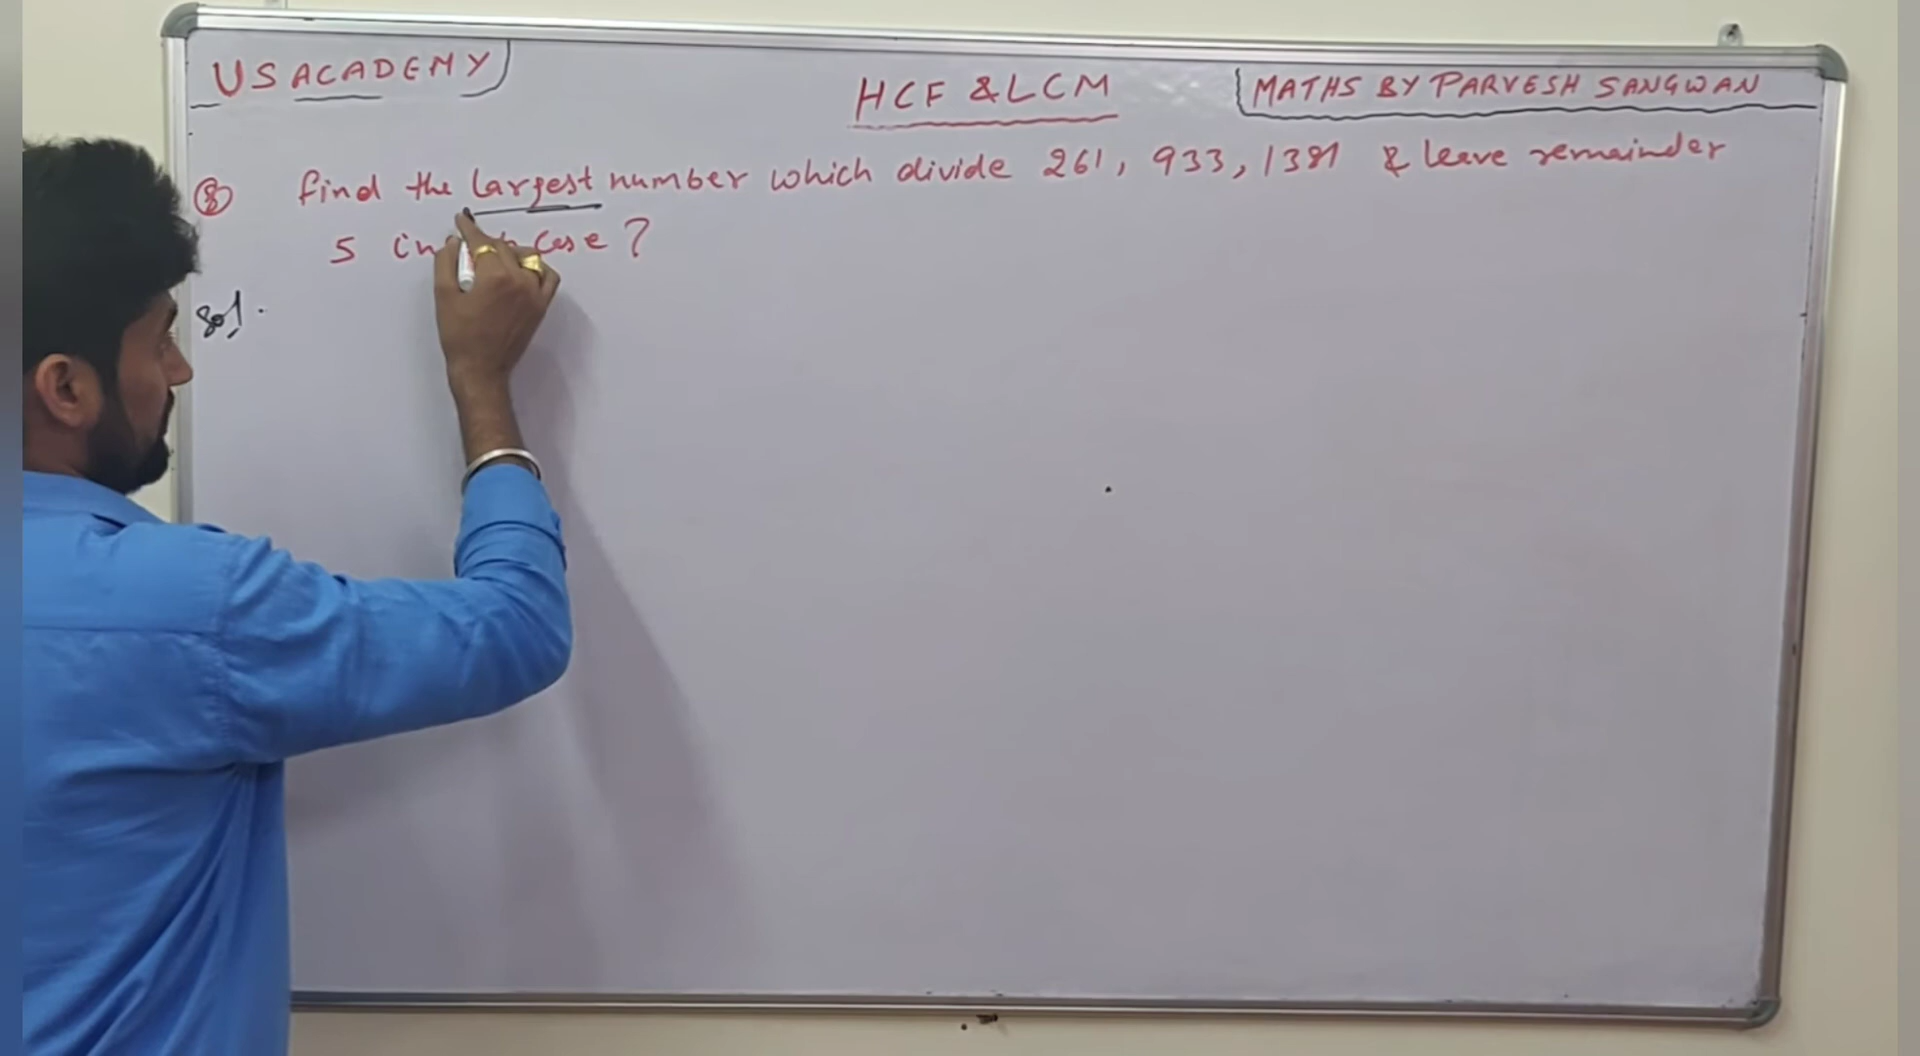 US ACADEMY
HCF & LCM
MATHS BY PARVESH SANGWAN
Q find the largest number which divide 261, 933, 1381 & leave remainder
5 in case ?
Sol.